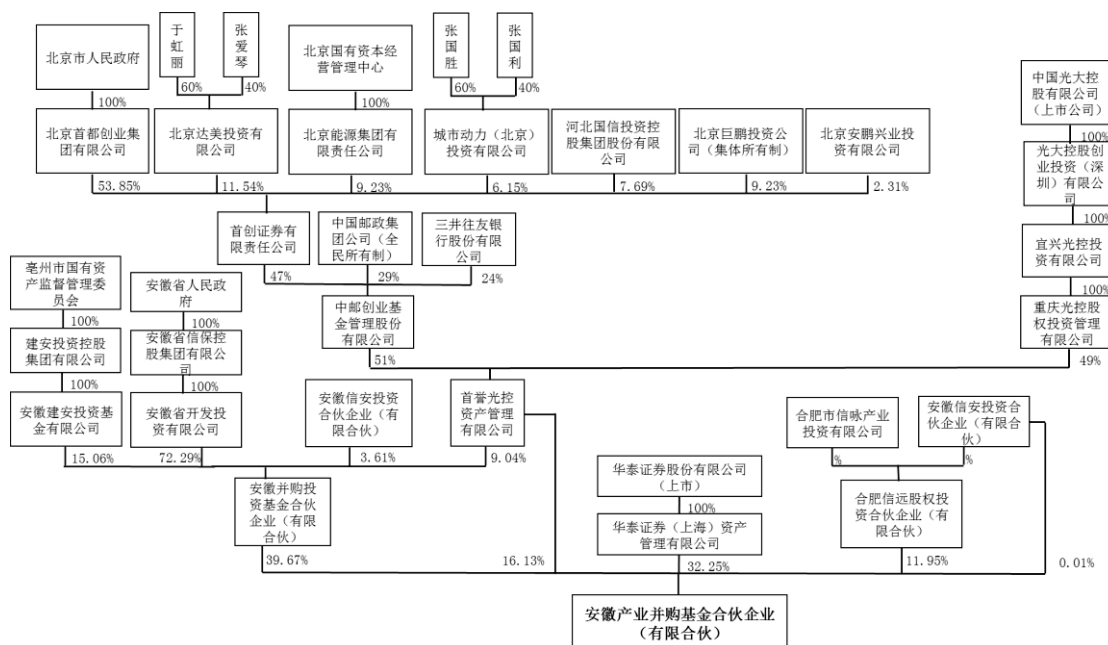 北京市人民政府
于虹丽
张爱琴
北京国有资本经
营管理中心
张国胜
张国利
中国光大控
股有限公司
（上市公司）
100%
60%
40%
100%
60%
40%
100%
北京首都创业集
团有限公司
北京达美投资有
限公司
北京能源集团有
限责任公司
城市动力（北京）
投资有限公司
河北国信投资控
股集团股份有限
公司
北京巨鹏投资公
司（集体所有制）
北京安鹏兴业投
资有限公司
光大控股创
业投资（深
圳）有限公
司
53.85%
11.54%
9.23%
6.15%
7.69%
9.23%
2.31%
100%
首创证券有
限责任公司
中国邮政集
团公司（全
民所有制）
三井住友银
行股份有限
公司
宜兴光控投
资有限公司
47%
29%
24%
100%
亳州市国有资
产监督管理委
员会
安徽省人民政
府
中邮创业基
金管理股份
有限公司
重庆光控股
权投资管理
有限公司
100%
100%
51%
49%
建安投资控股
集团有限公司
安徽省信保控
股集团有限公
司
100%
100%
安徽建安投资基
金有限公司
安徽省开发投
资有限公司
安徽信安投资
合伙企业（有限
合伙）
首誉光控
资产管理
有限公司
合肥市信咏产业
投资有限公司
安徽信安投资合
伙企业（有限合
伙）
15.06%
72.29%
3.61%
9.04%
%
%
安徽并购投
资基金合伙
企业（有限
合伙）
华泰证券股份有限公司
（上市）
合肥信远股权投
资合伙企业（有
限合伙）
100%
华泰证券（上海）资产
管理有限公司
39.67%
16.13%
32.25%
11.95%
0.01%
安徽产业并购基金合伙企业
（有限合伙）